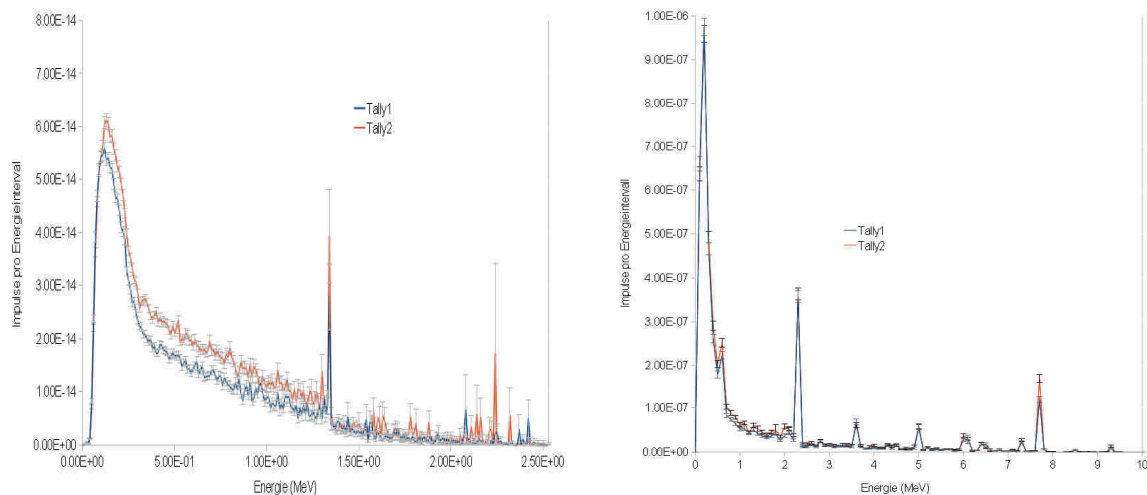 8.00E-14
7.00E-14
6.00E-14
5.00E-14
4.00E-14
3.00E-14
2.00E-14
1.00E-14
0.00E+00
Impulse pro Energieinterval
Tally1
Tally2
0.00E+00 5.00E-01 1.00E+00 1.50E+00 2.00E+00 2.50E+00
Energie (MeV)
1.00E-06
9.00E-07
8.00E-07
7.00E-07
6.00E-07
5.00E-07
4.00E-07
3.00E-07
2.00E-07
1.00E-07
0.00E+00
Impulse pro Energieintervall
Tally1
Tally2
0 1 2 3 4 5 6 7 8 9 10
Energie (MeV)